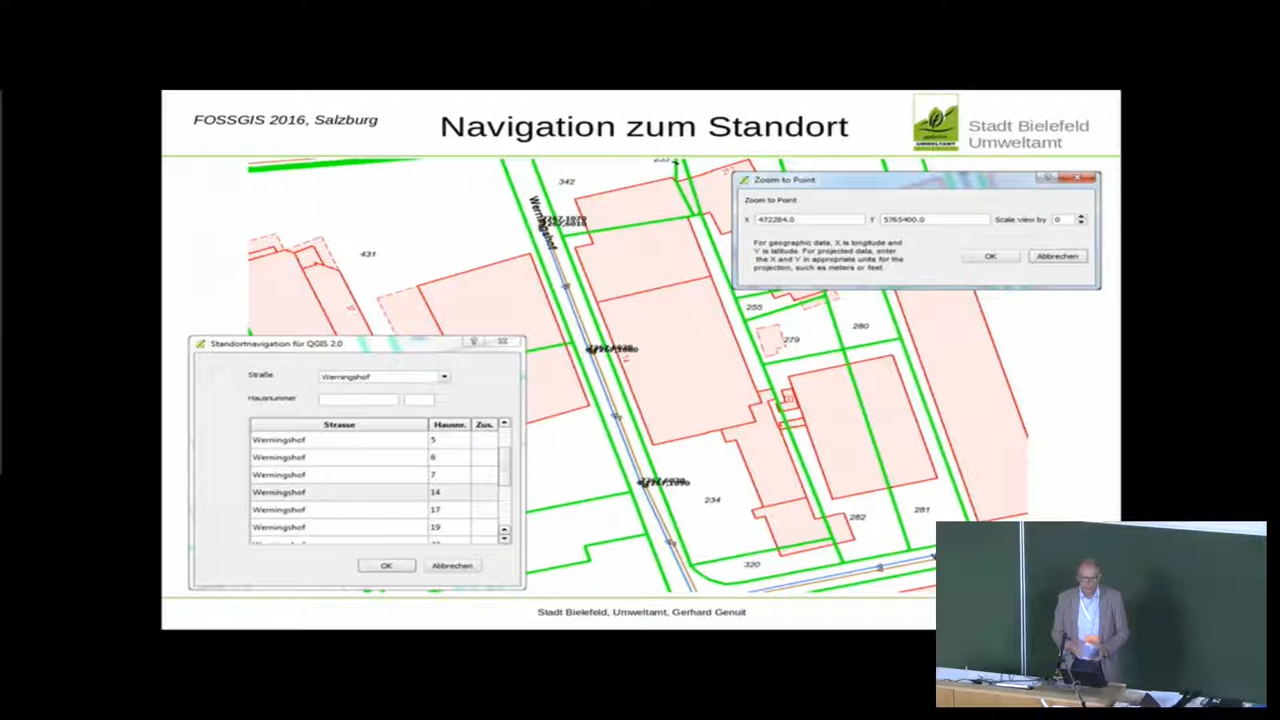 FOSSGIS 2016, Salzburg
Navigation zum Standort
UMWELTAMT
Stadt Bielefeld
Umweltamt
342
431
Werningshof
255
280
279
234
282
281
320
Zoom to Point
Zoom to Point
X 472284.0 Y 5765400.0 Scale view by 0
For geographic data, X is longitude and
Y is latitude. For projected data, enter
the X and Y in appropriate units for the
projection, such as meters or feet
OK Abbrechen
Standortnavigation für QGIS 2.0
Straße Werningshof
Hausnummer
Strasse Hausnr. Zus.
Werningshof 5
Werningshof 6
Werningshof 7
Werningshof 14
Werningshof 17
Werningshof 19
OK Abbrechen
Stadt Bielefeld, Umweltamt, Gerhard Genuit